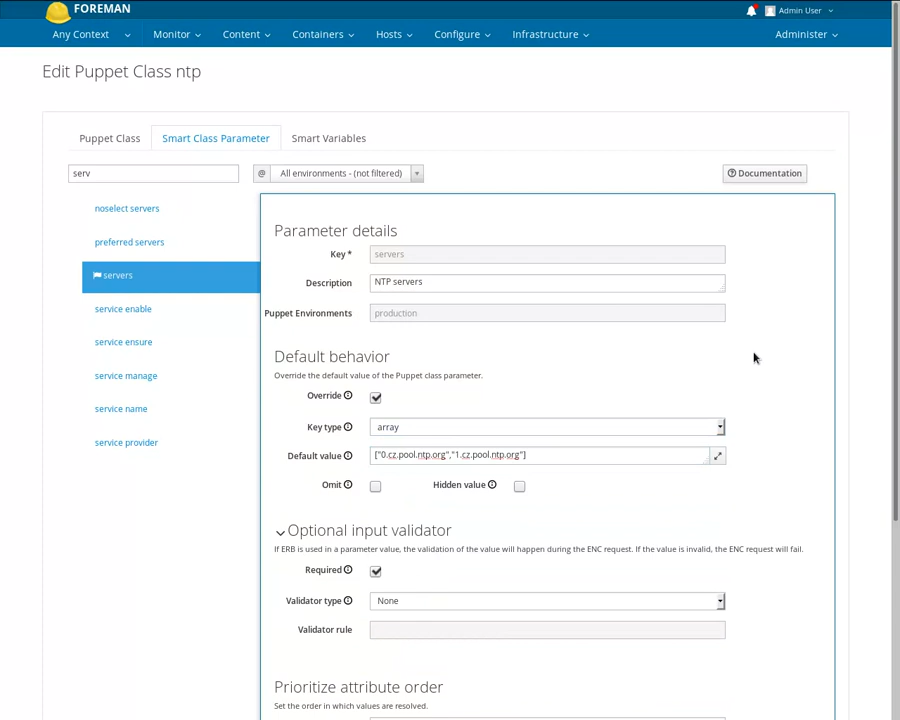 FOREMAN
Admin User
Any Context Monitor Content Containers Hosts Configure Infrastructure Administer
Edit Puppet Class ntp
Puppet Class Smart Class Parameter Smart Variables
serv @ All environments - (not filtered) Documentation
noselect servers
preferred servers
servers
service enable
service ensure
service manage
service name
service provider
Parameter details
Key * servers
Description NTP servers
Puppet Environments production
Default behavior
Override the default value of the Puppet class parameter.
Override
Key type array
Default value ["0.cz.pool.ntp.org","1.cz.pool.ntp.org"]
Omit Hidden value
Optional input validator
If ERB is used in a parameter value, the validation of the value will happen during the ENC request. If the value is invalid, the ENC request will fail.
Required
Validator type None
Validator rule
Prioritize attribute order
Set the order in which values are resolved.